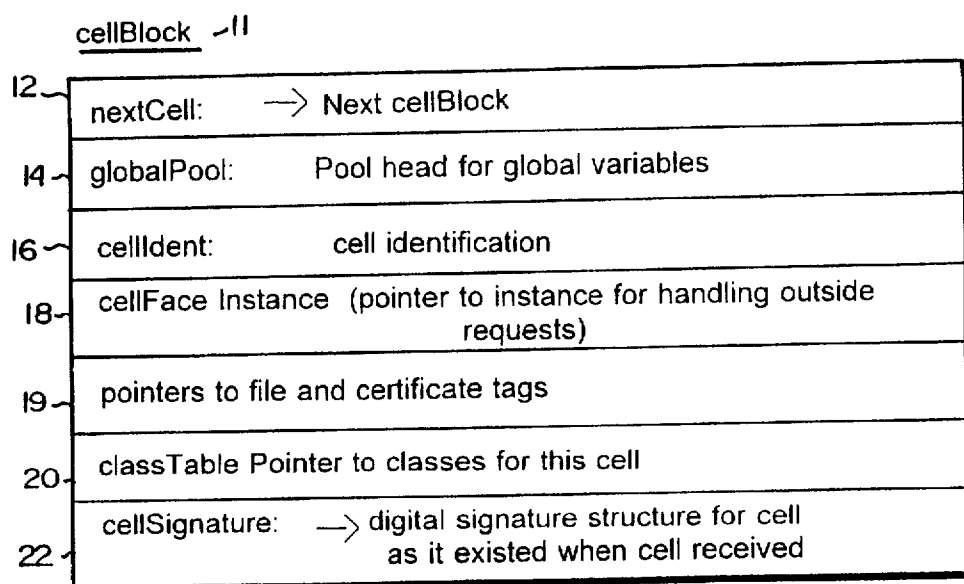 cellBlock 11
12 nextCell: → Next cellBlock
14 globalPool: Pool head for global variables
16 cellIdent: cell identification
18 cellFace Instance (pointer to instance for handling outside
requests)
19 pointers to file and certificate tags
20 classTable Pointer to classes for this cell
cellSignature: → digital signature structure for cell
22 as it existed when cell received